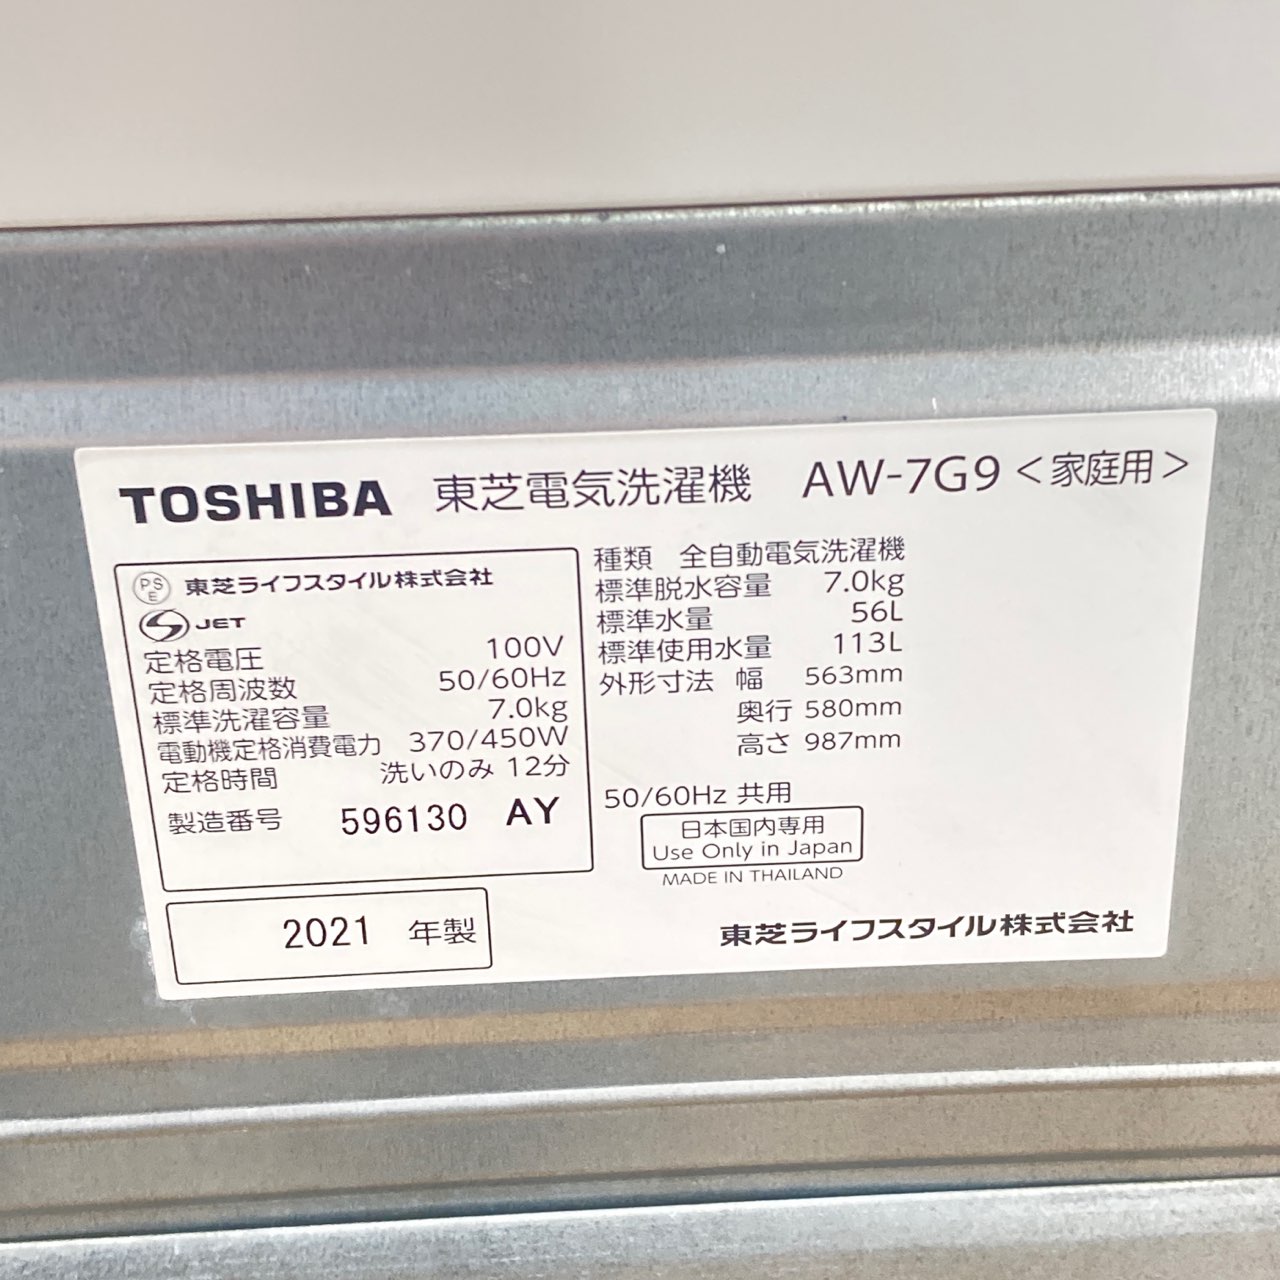 TOSHIBA 東芝電気洗濯機 AW-7G9 <家庭用>
PS
E 東芝ライフスタイル株式会社
JET
定格電圧 100V
定格周波数 50/60Hz
標準洗濯容量 7.0kg
電動機定格消費電力 370/450W
定格時間 洗いのみ 12分
製造番号 596130 AY
2021 年製
種類 全自動電気洗濯機
標準脱水容量 7.0kg
標準水量 56L
標準使用水量 113L
外形寸法 幅 563mm
奥行 580mm
高さ 987mm
50/60Hz 共用
日本国内専用
Use Only in Japan
MADE IN THAILAND
東芝ライフスタイル株式会社